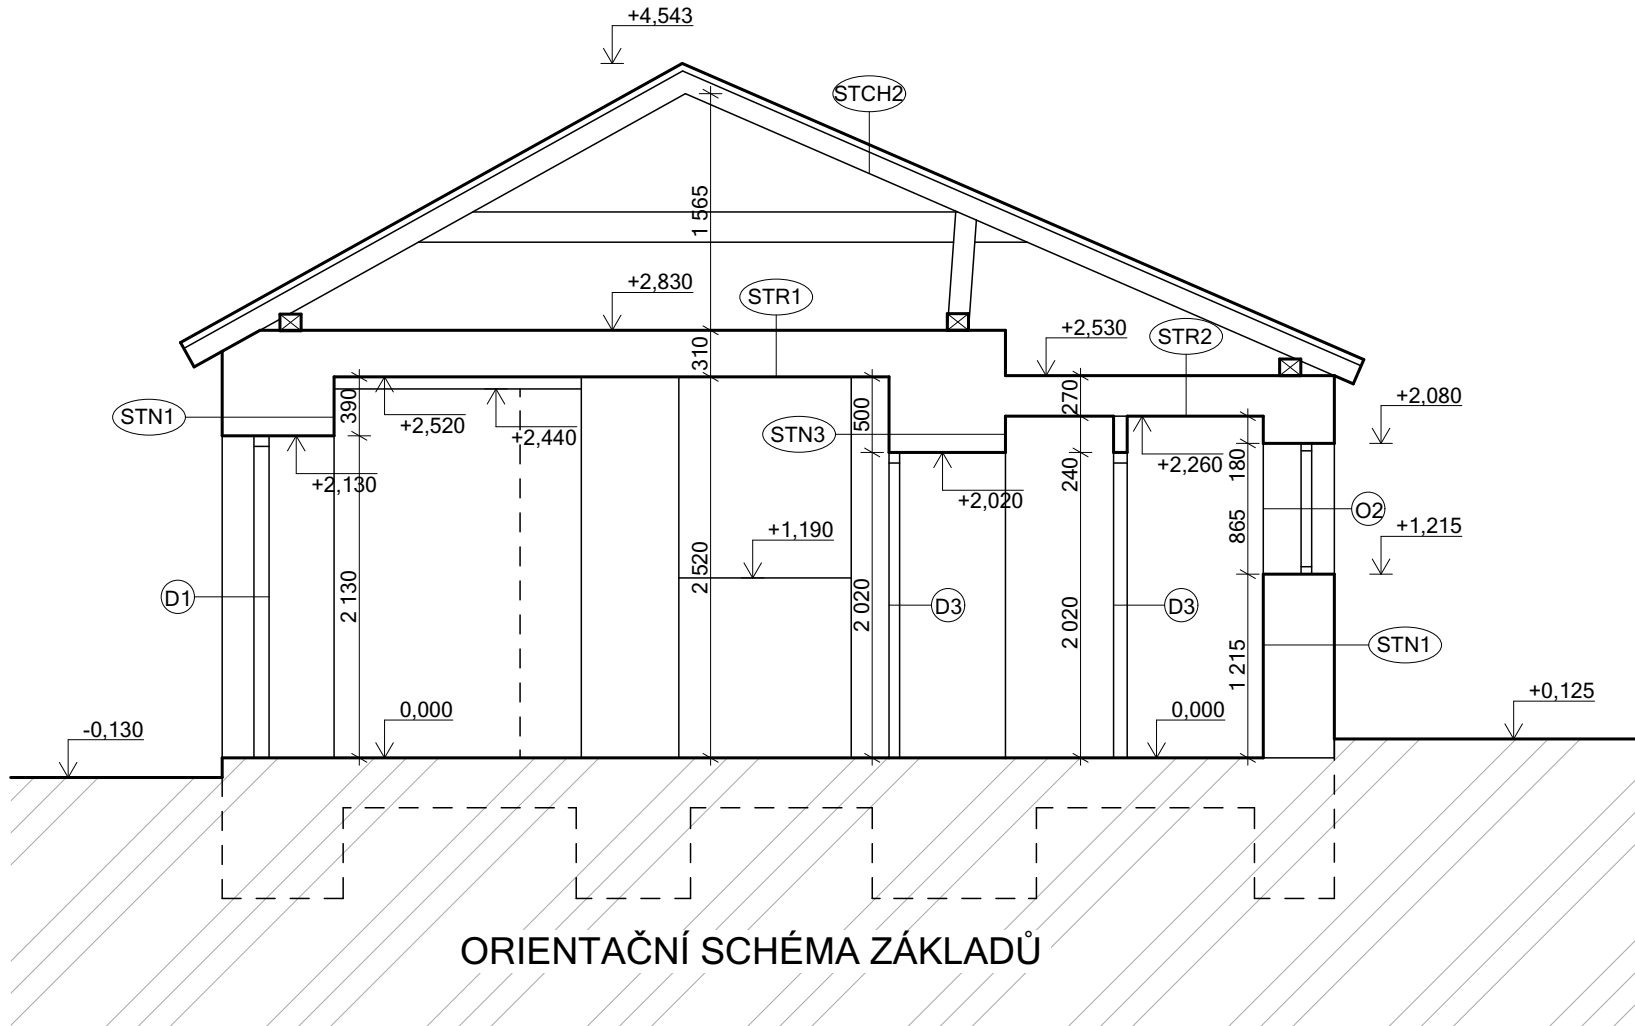 +4,543
STCH2
1 565
+2,830
STR1
+2,530
STR2
310
270
+2,080
STN1
390
+2,520
+2,440
500
STN3
+2,130
+2,020
240
+2,260
180
+1,190
865
O2
+1,215
D1
2 130
2 520
2 020
D3
2 020
D3
1 215
STN1
-0,130
0,000
0,000
+0,125
ORIENTAČNÍ SCHÉMA ZÁKLADŮ